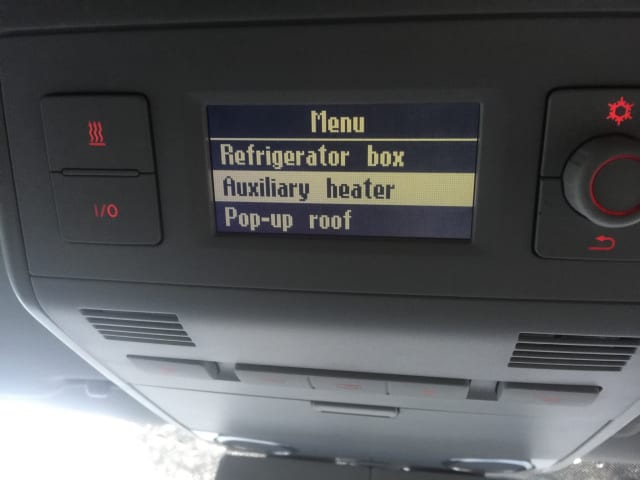 Menu
Refrigerator box
Auxiliary heater
Pop-up roof
I/O